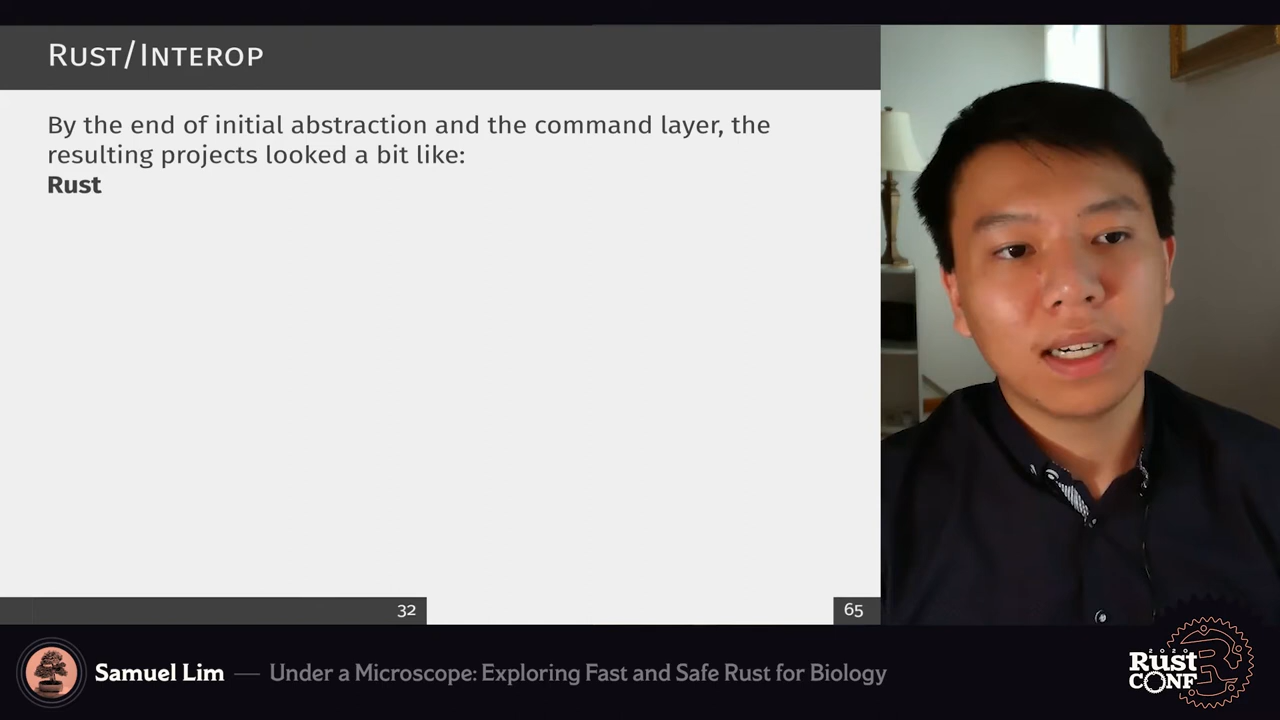 Rust/Interop
By the end of initial abstraction and the command layer, the
resulting projects looked a bit like:
Rust
32
65
Samuel Lim — Under a Microscope: Exploring Fast and Safe Rust for Biology
2020
Rust
CONF
R